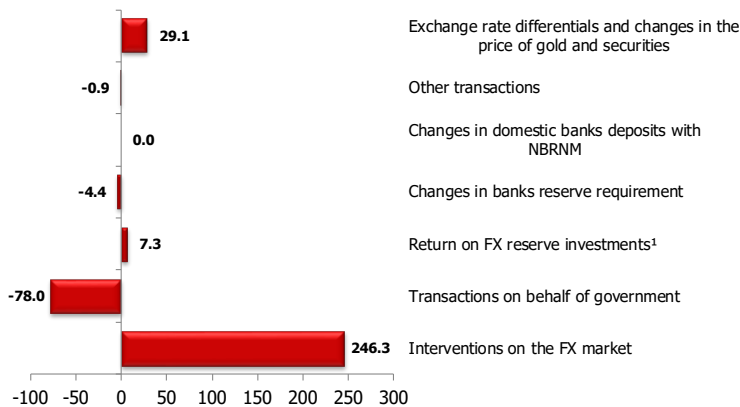 29.1
Exchange rate differentials and changes in the
price of gold and securities
-0.9
Other transactions
0.0
Changes in domestic banks deposits with
NBRNM
-4.4
Changes in banks reserve requirement
7.3
Return on FX reserve investments¹
-78.0
Transactions on behalf of government
246.3
Interventions on the FX market
-100 -50 0 50 100 150 200 250 300